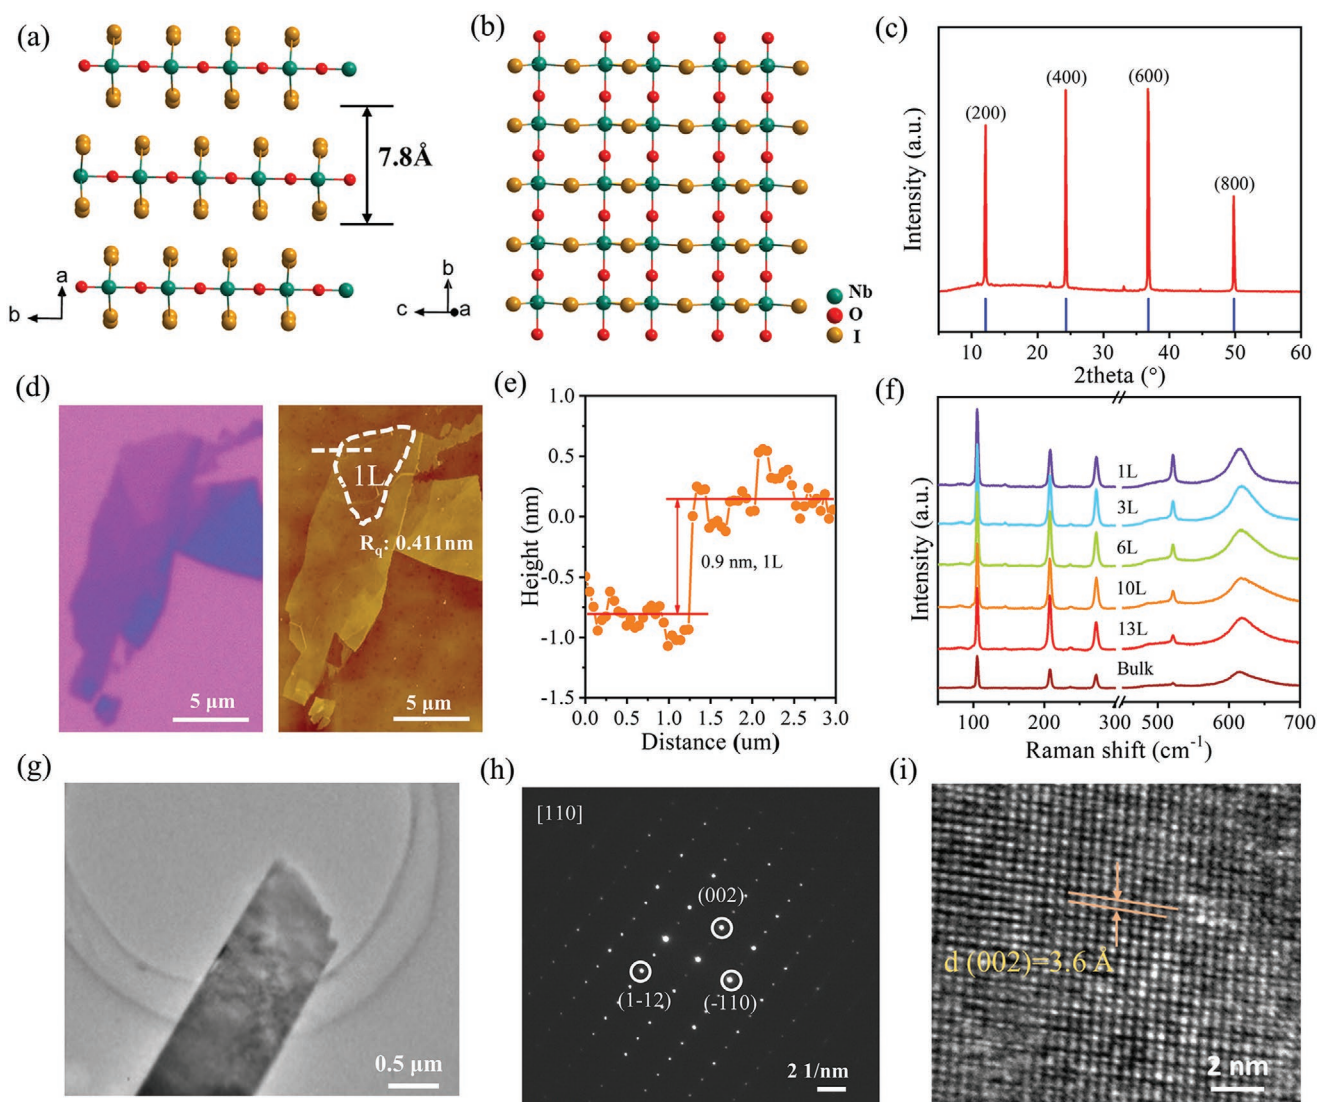 (a)
7.8Å
a
b
(b)
b
c
a
Nb
O
I
(c)
Intensity (a.u.)
(200)
(400)
(600)
(800)
10 20 30 40 50 60
2theta (°)
(d)
5 μm
1L
Rq: 0.411nm
5 μm
(e)
Height (nm)
1.0
0.5
0.0
-0.5
-1.0
-1.5
0.9 nm, 1L
0.0 0.5 1.0 1.5 2.0 2.5 3.0
Distance (um)
(f)
Intensity (a.u.)
1L
3L
6L
10L
13L
Bulk
100 200 300 500 600 700
Raman shift (cm⁻¹)
(g)
0.5 μm
(h)
[110]
(002)
(1-12)
(-110)
2 1/nm
(i)
d (002)=3.6 Å
2 nm